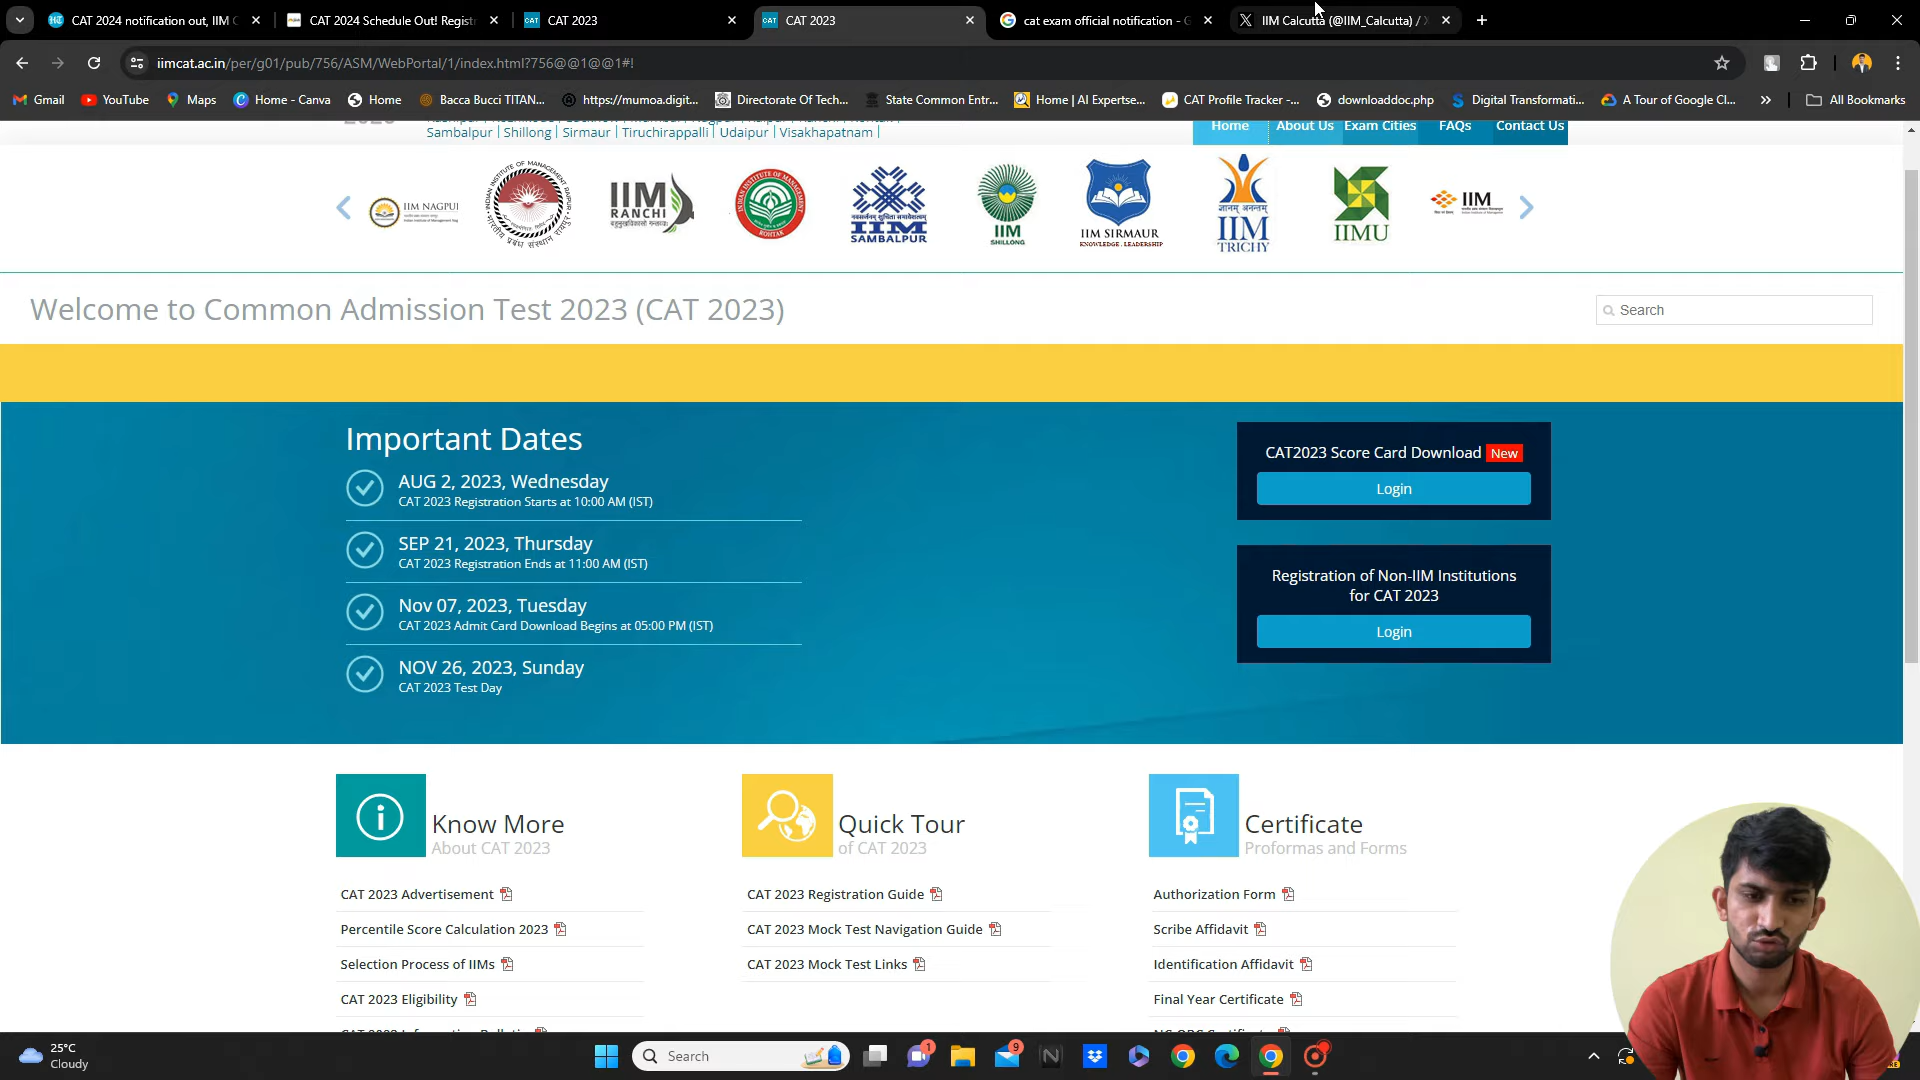 CAT 2024 notification out, IIM C
CAT 2024 Schedule Out! Registr
CAT 2023
CAT 2023
cat exam official notification - G
IIM Calcutta (@IIM_Calcutta) / X
iimcat.ac.in/per/g01/pub/756/ASM/WebPortal/1/index.html?756@@1@@1#!
Gmail
YouTube
Maps
Home - Canva
Home
Bacca Bucci TITAN...
https://mumoa.digit...
Directorate Of Tech...
State Common Entr...
Home | AI Expertse...
CAT Profile Tracker -...
downloaddoc.php
Digital Transformati...
A Tour of Google Cl...
All Bookmarks
Sambalpur | Shillong | Sirmaur | Tiruchirappalli | Udaipur | Visakhapatnam |
Home About Us Exam Cities FAQs Contact Us
IIM NAGPU
IIM
RANCHI
IIM
SAMBALPUR
IIM
SHILLONG
IIM SIRMAUR
KNOWLEDGE · LEADERSHIP
ज्ञानम् अनन्तम्
IIM
TRICHY
IIMU
IIM
Welcome to Common Admission Test 2023 (CAT 2023)
Search
Important Dates
AUG 2, 2023, Wednesday
CAT 2023 Registration Starts at 10:00 AM (IST)
SEP 21, 2023, Thursday
CAT 2023 Registration Ends at 11:00 AM (IST)
Nov 07, 2023, Tuesday
CAT 2023 Admit Card Download Begins at 05:00 PM (IST)
NOV 26, 2023, Sunday
CAT 2023 Test Day
CAT2023 Score Card Download New
Login
Registration of Non-IIM Institutions
for CAT 2023
Login
Know More
About CAT 2023
CAT 2023 Advertisement
Percentile Score Calculation 2023
Selection Process of IIMs
CAT 2023 Eligibility
Quick Tour
of CAT 2023
CAT 2023 Registration Guide
CAT 2023 Mock Test Navigation Guide
CAT 2023 Mock Test Links
Certificate
Proformas and Forms
Authorization Form
Scribe Affidavit
Identification Affidavit
Final Year Certificate
25°C
Cloudy
Search
1
9